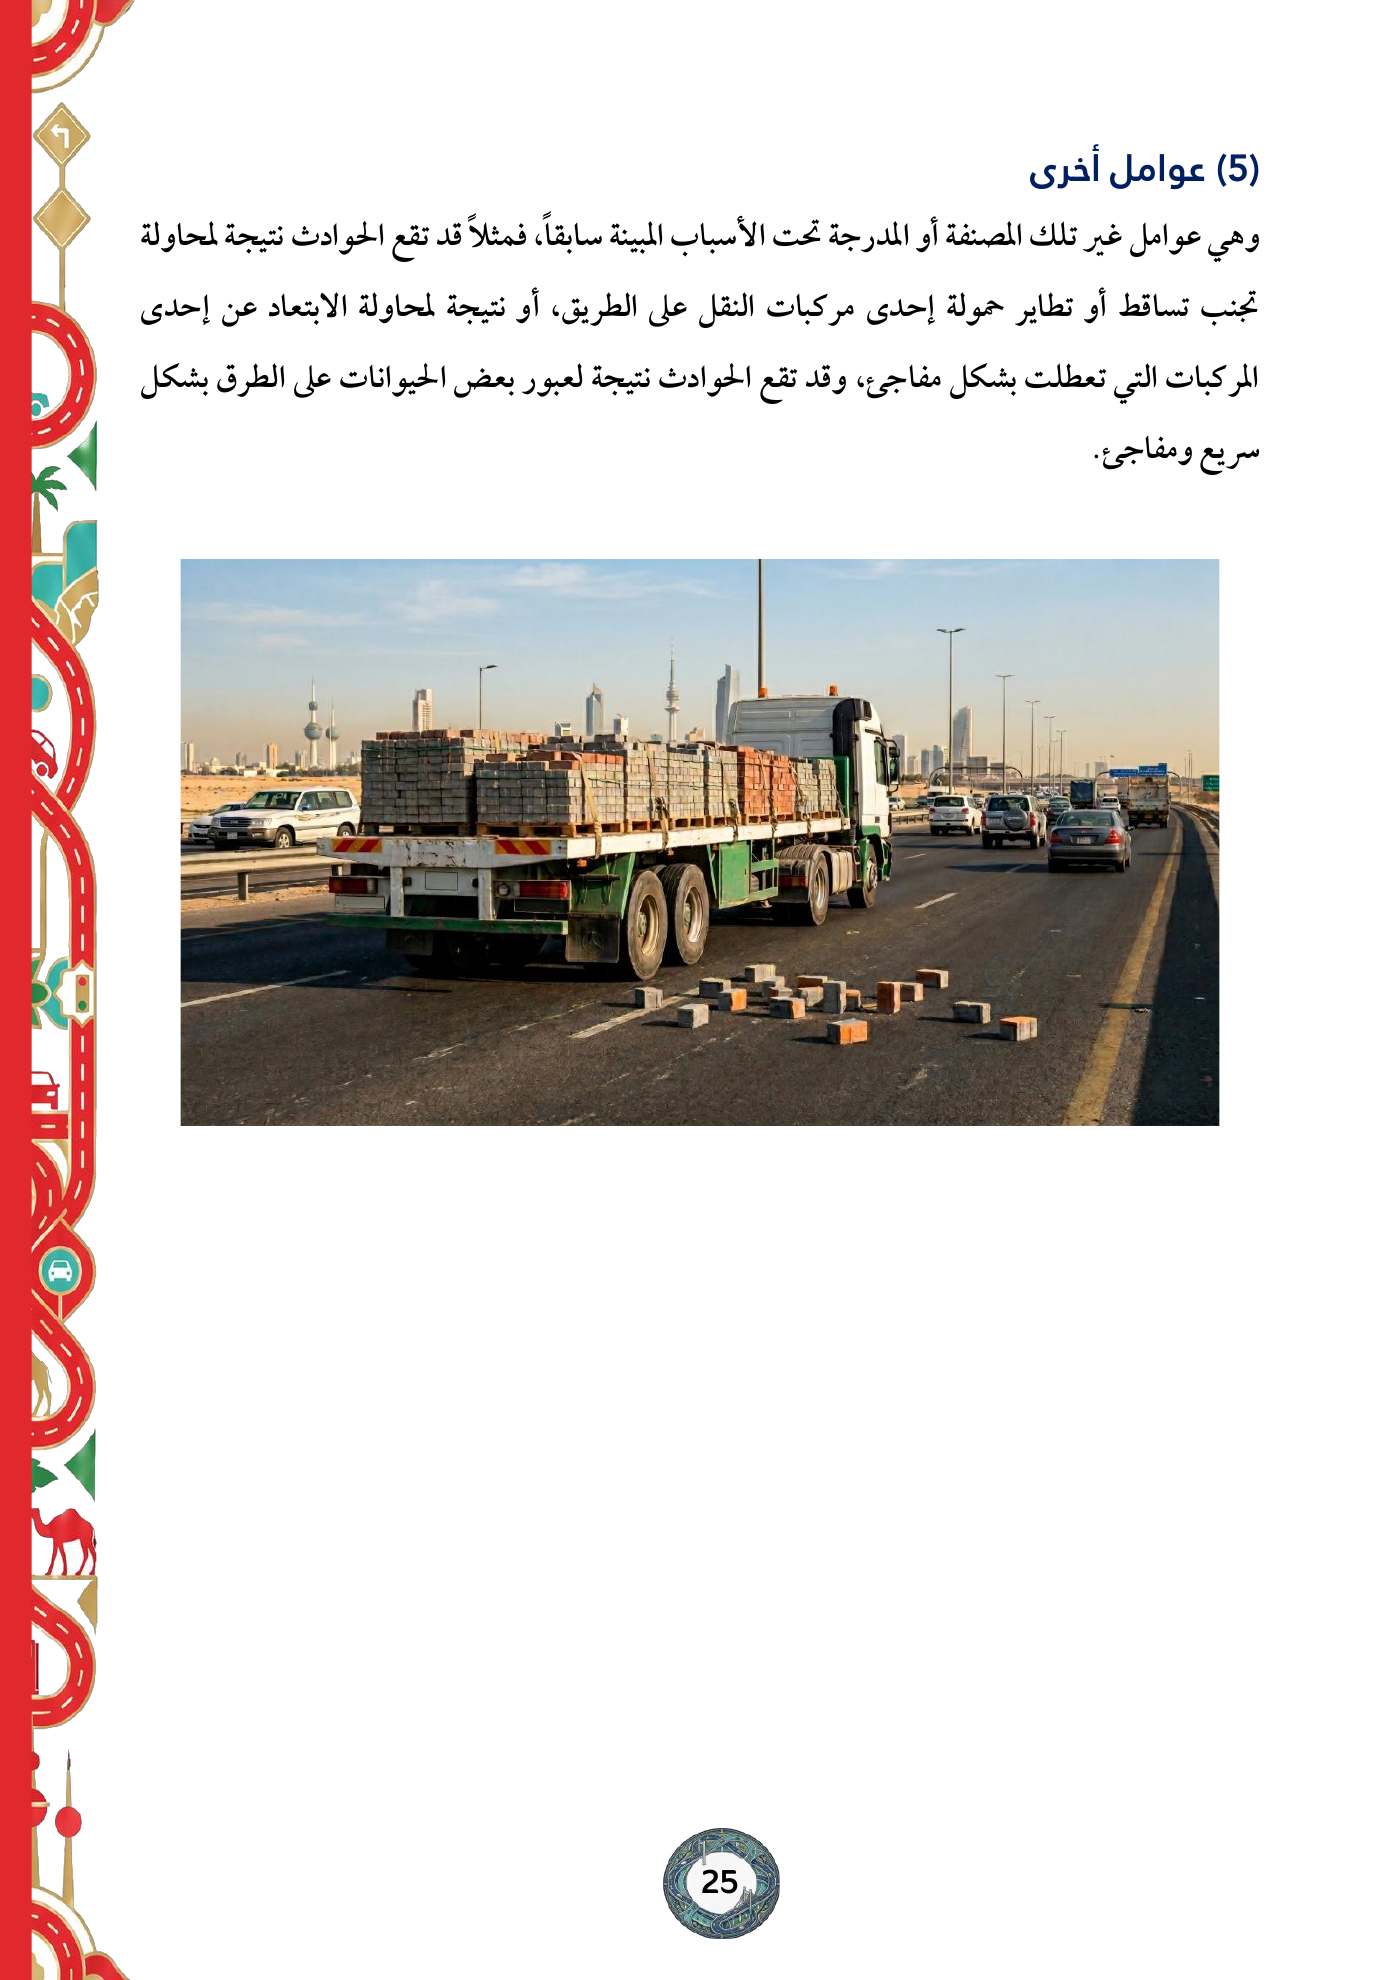 (5) عوامل أخرى
وهي عوامل غير تلك المصنفة أو المدرجة تحت الأسباب المبينة سابقاً، فمثلاً قد تقع الحوادث نتيجة لمحاولة
تجنب تساقط أو تطاير حمولة إحدى مركبات النقل على الطريق، أو نتيجة لمحاولة الابتعاد عن إحدى
المركبات التي تعطلت بشكل مفاجئ، وقد تقع الحوادث نتيجة لعبور بعض الحيوانات على الطرق بشكل
سريع ومفاجئ.
25